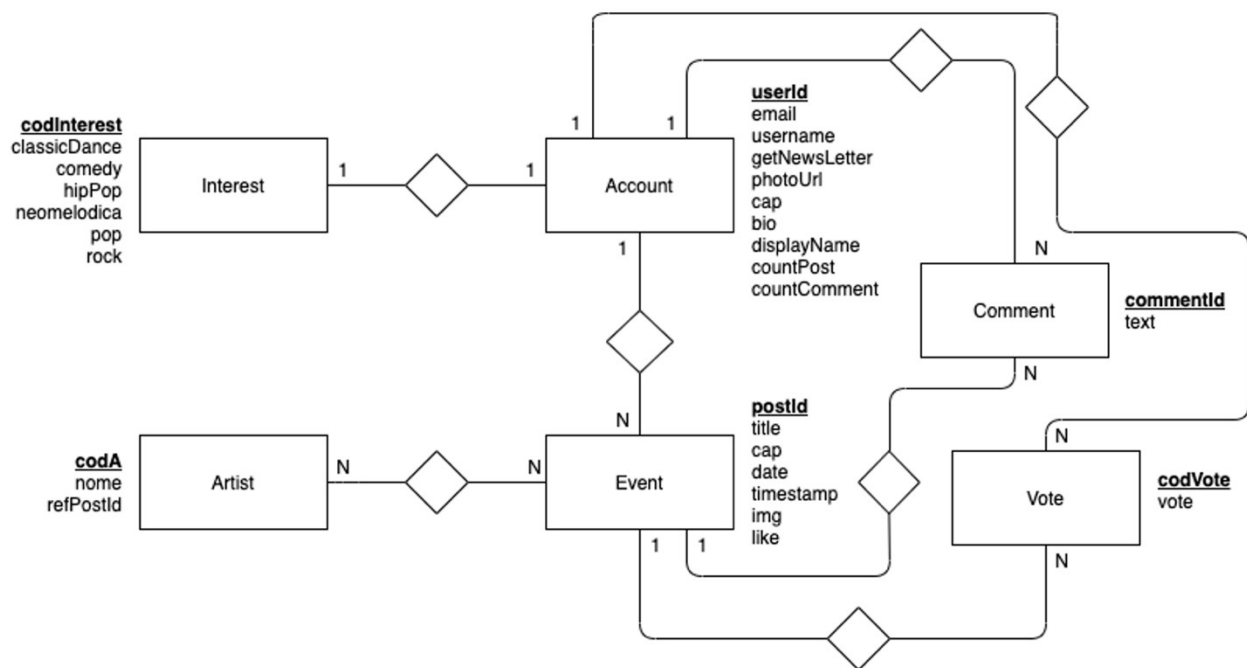 codInterest
classicDance
comedy
hipPop
neomelodica
pop
rock
Interest
1
1
Account
1
1
1
userId
email
username
getNewsLetter
photoUrl
cap
bio
displayName
countPost
countComment
N
Comment
commentId
text
N
codA
nome
refPostId
Artist
N
N
N
Event
1
1
postId
title
cap
date
timestamp
img
like
N
Vote
codVote
vote
N